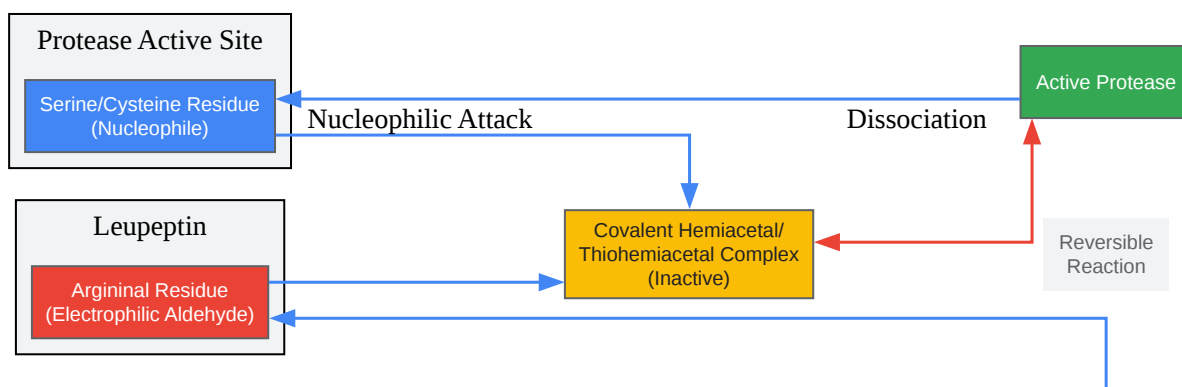 Protease Active Site
Serine/Cysteine Residue
(Nucleophile)
Nucleophilic Attack
Dissociation
Active Protease
Leupeptin
Argininal Residue
(Electrophilic Aldehyde)
Covalent Hemiacetal/
Thiohemiacetal Complex
(Inactive)
Reversible
Reaction